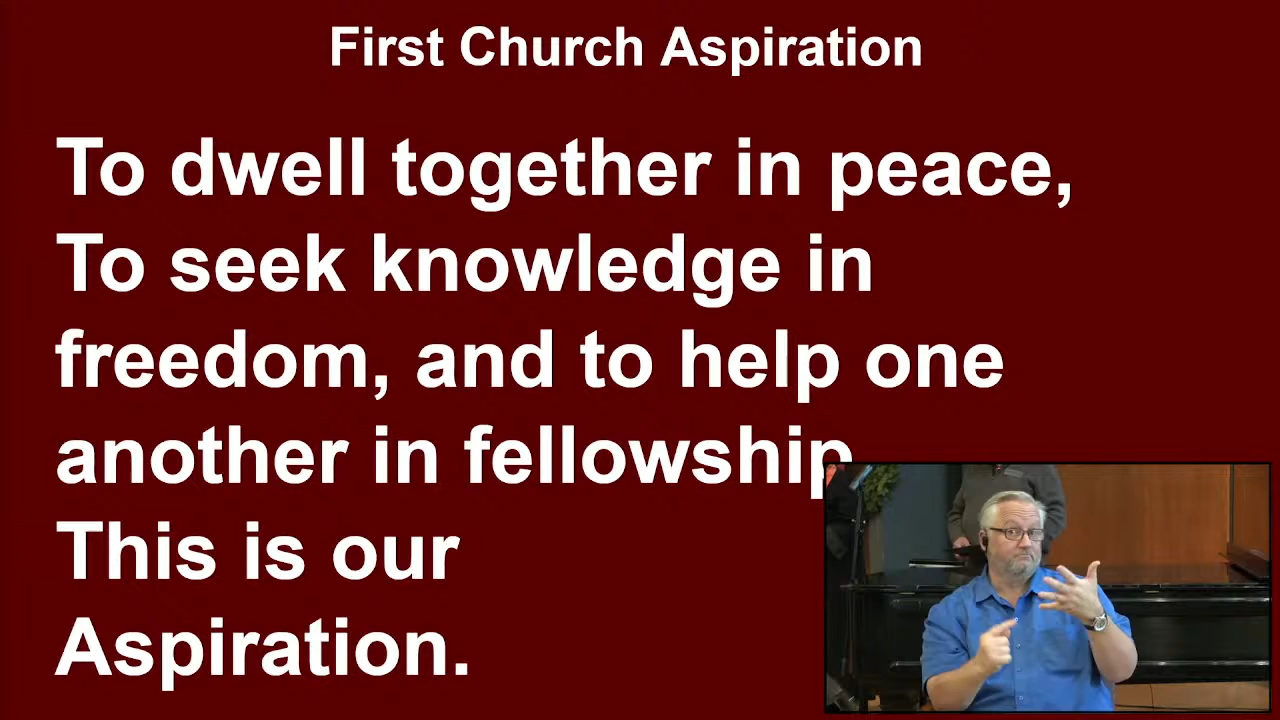 First Church Aspiration
To dwell together in peace,
To seek knowledge in
freedom, and to help one
another in fellowship
This is our
Aspiration.